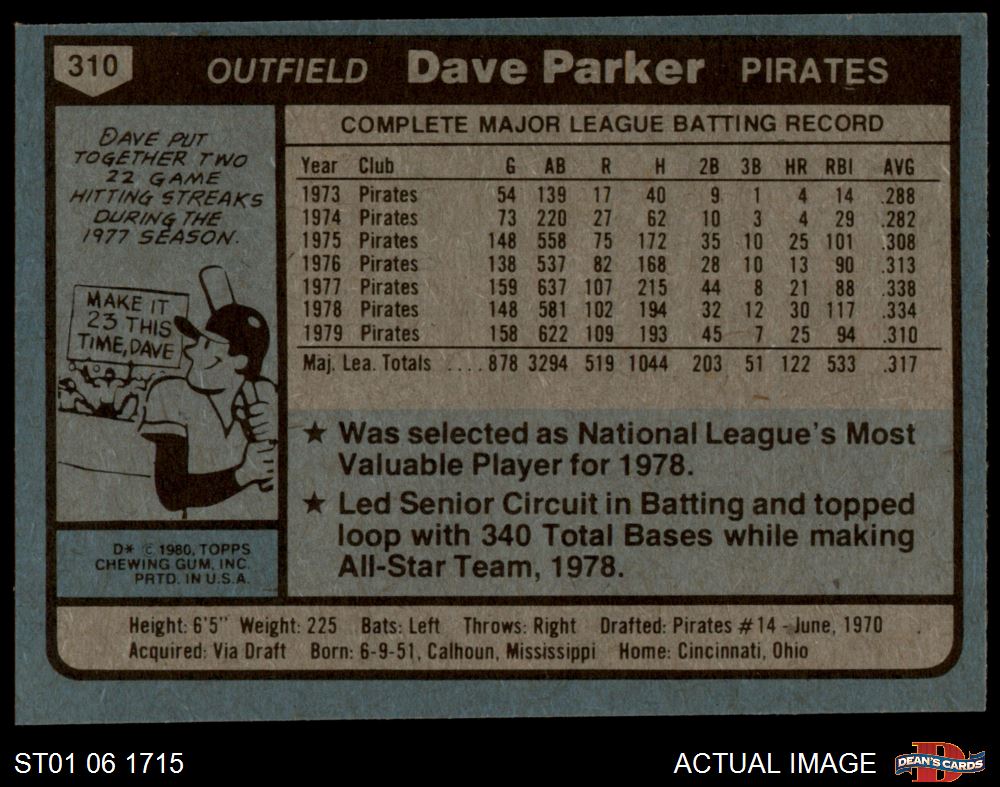 310 OUTFIELD Dave Parker PIRATES
DAVE PUT
TOGETHER TWO
22 GAME
HITTING STREAKS
DURING THE
1977 SEASON.
MAKE IT
23 THIS
TIME, DAVE
D* © 1980, TOPPS
CHEWING GUM, INC.
PRTD. IN U.S.A.
COMPLETE MAJOR LEAGUE BATTING RECORD
Year Club G AB R H 2B 3B HR RBI AVG
1973 Pirates 54 139 17 40 9 1 4 14 .288
1974 Pirates 73 220 27 62 10 3 4 29 .282
1975 Pirates 148 558 75 172 35 10 25 101 .308
1976 Pirates 138 537 82 168 28 10 13 90 .313
1977 Pirates 159 637 107 215 44 8 21 88 .338
1978 Pirates 148 581 102 194 32 12 30 117 .334
1979 Pirates 158 622 109 193 45 7 25 94 .310
Maj. Lea. Totals ....878 3294 519 1044 203 51 122 533 .317
★ Was selected as National League's Most
Valuable Player for 1978.
★ Led Senior Circuit in Batting and topped
loop with 340 Total Bases while making
All-Star Team, 1978.
Height: 6'5" Weight: 225 Bats: Left Throws: Right Drafted: Pirates #14 - June, 1970
Acquired: Via Draft Born: 6-9-51, Calhoun, Mississippi Home: Cincinnati, Ohio
ST01 06 1715 ACTUAL IMAGE D DEAN'S CARDS